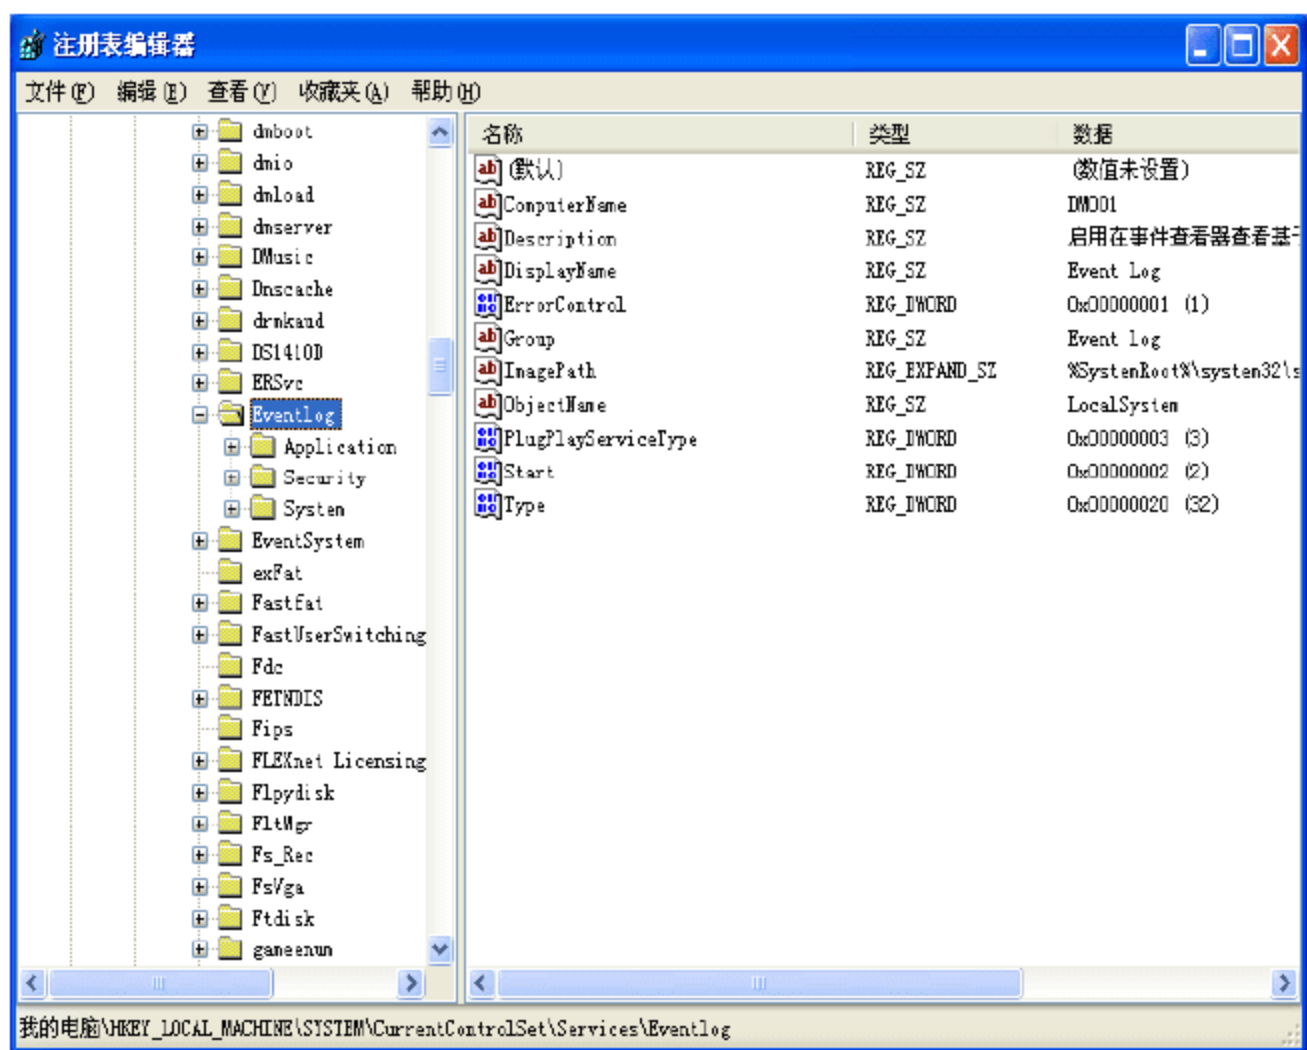 注册表编辑器
文件(F) 编辑(E) 查看(V) 收藏夹(A) 帮助(H)
dmboot
dmio
dmload
dmserver
DMusic
Dnscache
drmkaud
DS1410D
ERSvc
Eventlog
Application
Security
System
EventSystem
exFat
Fastfat
FastUserSwitching
Fdc
FETNDIS
Fips
FLEXnet Licensing
Flpydisk
FltMgr
Fs_Rec
FsVga
Ftdisk
gameenum
名称 类型 数据
(默认) REG_SZ (数值未设置)
ComputerName REG_SZ DMO01
Description REG_SZ 启用在事件查看器查看基于
DisplayName REG_SZ Event Log
ErrorControl REG_DWORD 0x00000001 (1)
Group REG_SZ Event log
ImagePath REG_EXPAND_SZ %SystemRoot%\system32\s
ObjectName REG_SZ LocalSystem
PlugPlayServiceType REG_DWORD 0x00000003 (3)
Start REG_DWORD 0x00000002 (2)
Type REG_DWORD 0x00000020 (32)
我的电脑\HKEY_LOCAL_MACHINE\SYSTEM\CurrentControlSet\Services\Eventlog